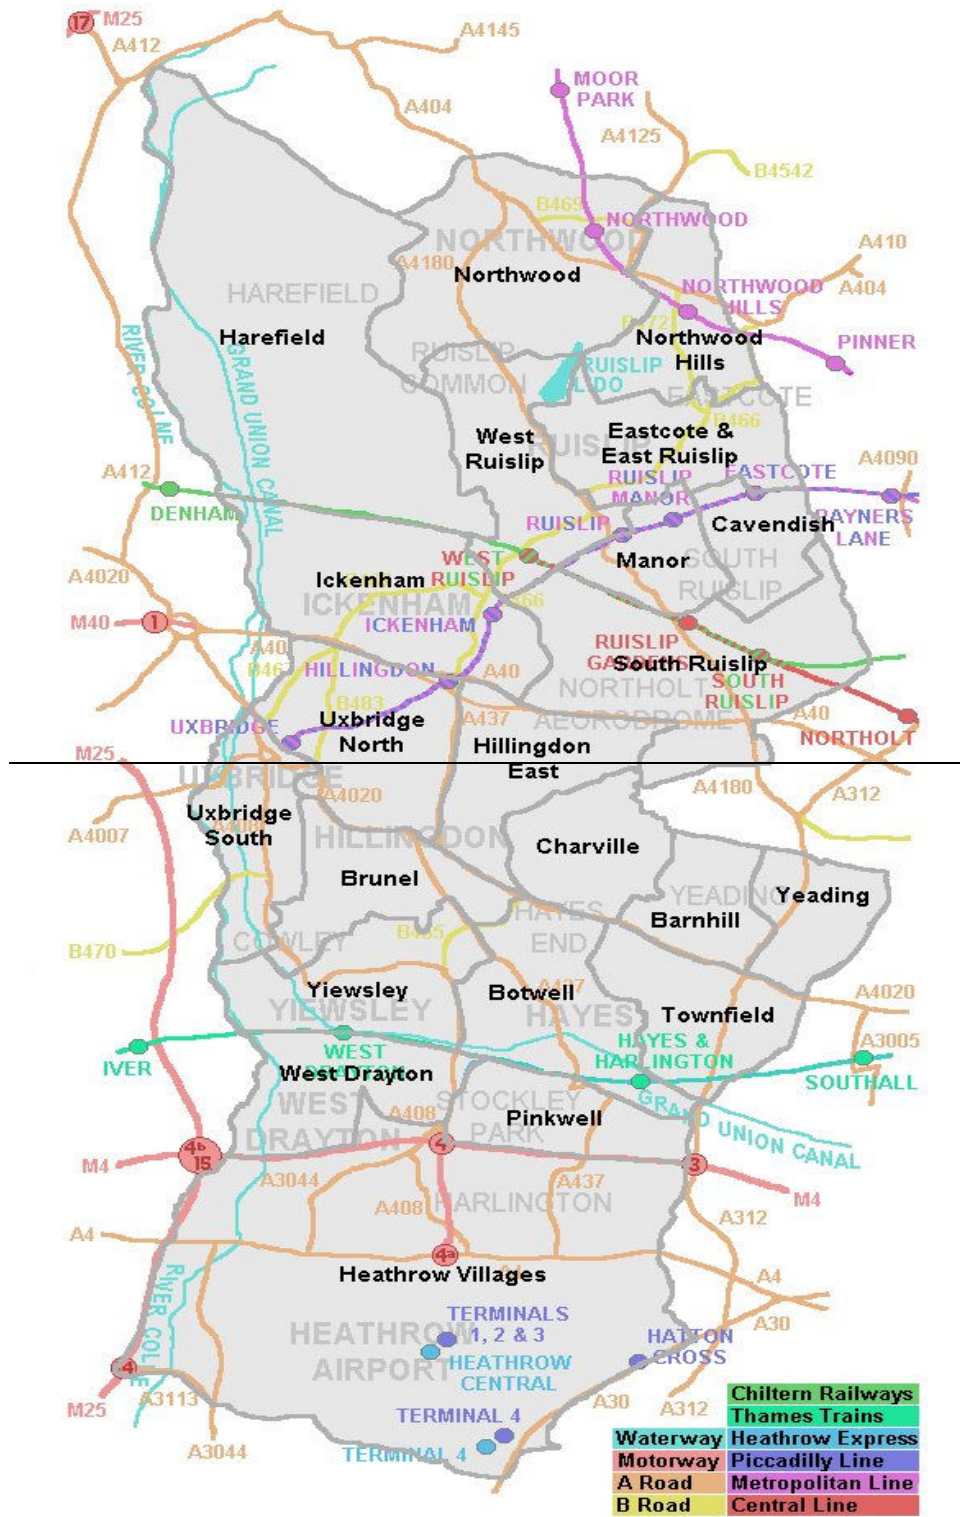 17 M25
A412
A4145
MOOR
PARK
A404
A4125
B4542
B469
NORTHWOOD
NORTHWOOD
A410
A4180
Northwood
A404
HAREFIELD
NORTHWOOD
HILLS
Harefield
RIVER COLNE
GRAND UNION CANAL
Northwood
Hills
PINNER
RUISLIP
COMMON
RUISLIP
LIDO
EASTCOTE
B466
West
Ruislip
RUISLIP
Eastcote &
East Ruislip
A412
RUISLIP
MANOR
EASTCOTE
A4090
DENHAM
RUISLIP
Cavendish
RAYNERS
LANE
Manor
SOUTH
RUISLIP
WEST
RUISLIP
A4020
Ickenham
ICKENHAM
ICKENHAM
M40
1
RUISLIP
GARDENS
South Ruislip
A40
HILLINGDON
A40
SOUTH
RUISLIP
NORTHOLT
AERODROME
B483
UXBRIDGE
Uxbridge
North
A437
A40
NORTHOLT
Hillingdon
East
M25
UXBRIDGE
A4020
A4180
A312
A4007
Uxbridge
South
HILLINGDON
Charville
Brunel
YEADING
Yeading
Barnhill
HAYES
END
B470
COWLEY
Yiewsley
YIEWSLEY
Botwell
A437
HAYES
Townfield
A4020
A3005
IVER
WEST
DRAYTON
HAYES &
HARLINGTON
SOUTHALL
West Drayton
WEST
DRAYTON
A408
STOCKLEY
PARK
Pinkwell
GRAND UNION CANAL
4b
15
4
3
M4
A3044
A408
A437
HARLINGTON
M4
A312
A4
4a
A4
Heathrow Villages
A4
A30
RIVER COLNE
HEATHROW
AIRPORT
TERMINALS
1, 2 & 3
HEATHROW
CENTRAL
HATTON
CROSS
14
M25
A3113
A3044
TERMINAL 4
TERMINAL 4
A30
A312
Chiltern Railways
Thames Trains
Waterway Heathrow Express
Motorway Piccadilly Line
A Road Metropolitan Line
B Road Central Line